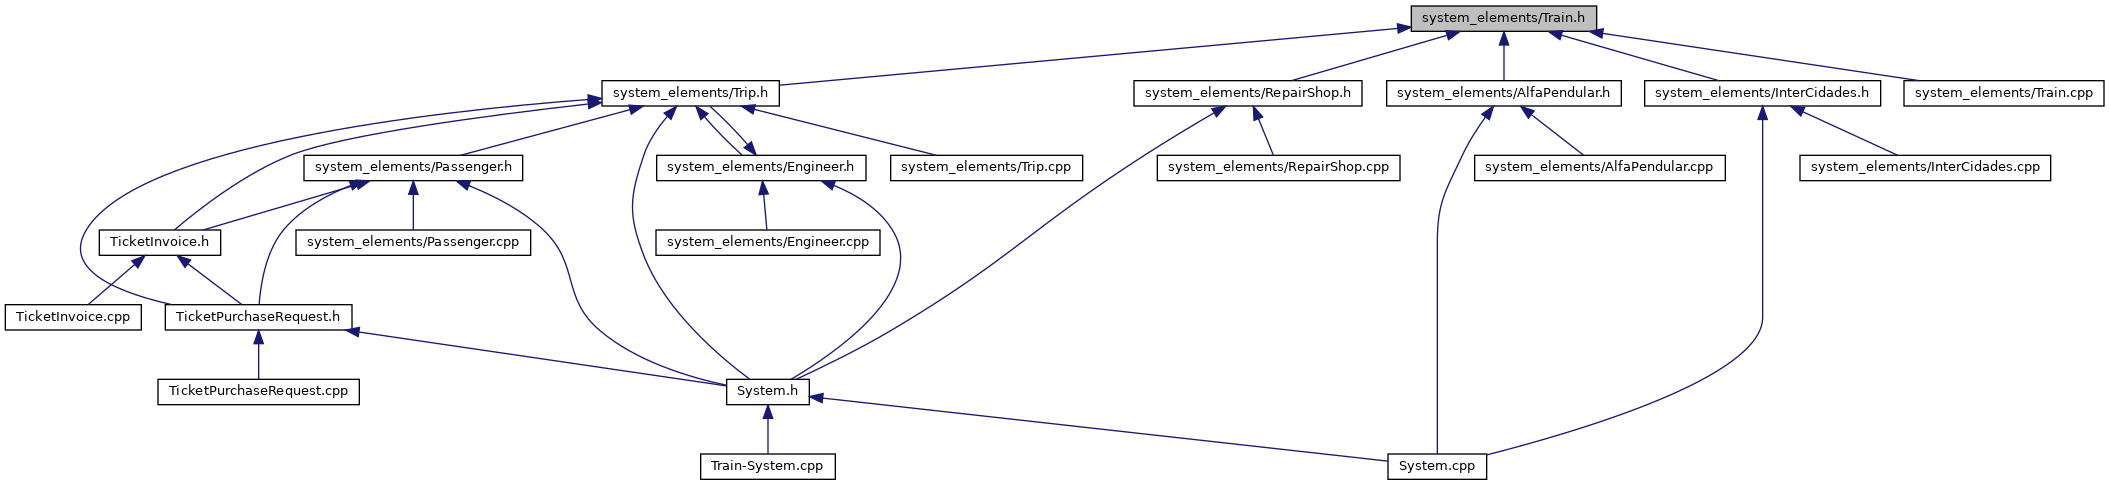 system_elements/Train.h
system_elements/Trip.h
system_elements/RepairShop.h
system_elements/AlfaPendular.h
system_elements/InterCidades.h
system_elements/Train.cpp
system_elements/Passenger.h
system_elements/Engineer.h
system_elements/Trip.cpp
system_elements/RepairShop.cpp
system_elements/AlfaPendular.cpp
system_elements/InterCidades.cpp
TicketInvoice.h
system_elements/Passenger.cpp
system_elements/Engineer.cpp
TicketInvoice.cpp
TicketPurchaseRequest.h
TicketPurchaseRequest.cpp
System.h
Train-System.cpp
System.cpp